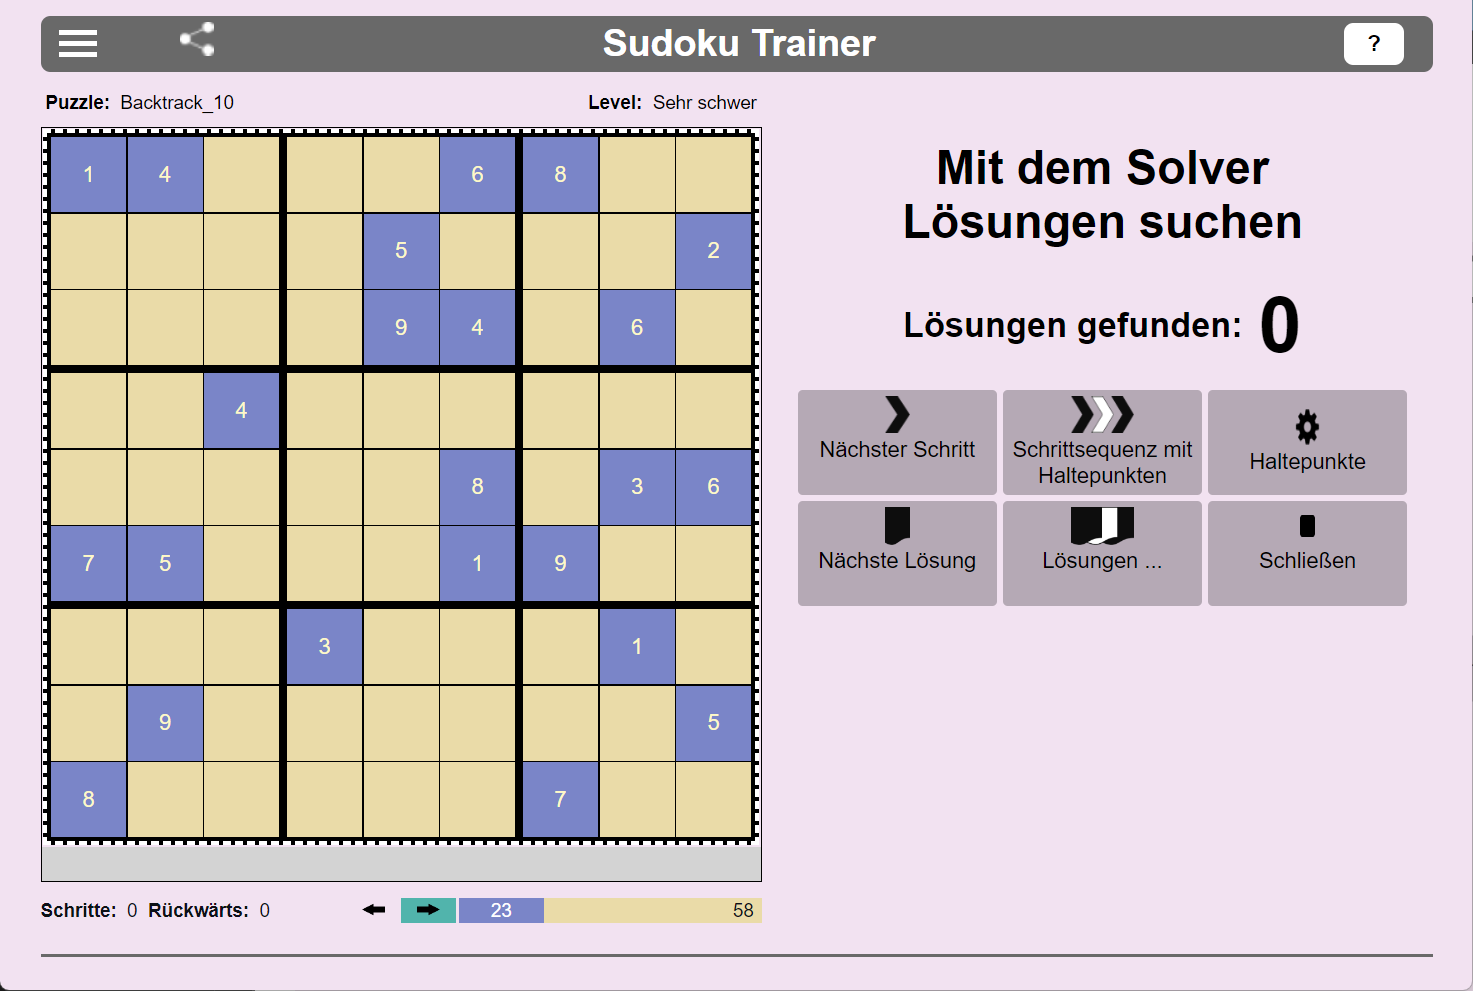 Sudoku Trainer
?
Puzzle: Backtrack_10
Level: Sehr schwer
1 4 6 8
5 2
9 4 6
4
8 3 6
7 5 1 9
3 1
9 5
8 7
Schritte: 0 Rückwärts: 0
23
58
Mit dem Solver
Lösungen suchen
Lösungen gefunden: 0
Nächster Schritt
Schrittsequenz mit
Haltepunkten
Haltepunkte
Nächste Lösung
Lösungen ...
Schließen